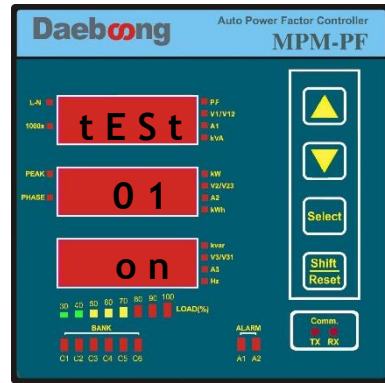 Daeboong
Auto Power Factor Controller
MPM-PF
L-N
1000x
tESt
PF
V1/V12
A1
kVA
PEAK
PHASE
01
kW
V2/V23
A2
kWh
on
kvar
V3/V31
A3
Hz
Select
Shift
Reset
30 40 50 60 70 80 90 100 LOAD(%)
BANK
C1 C2 C3 C4 C5 C6
ALARM
A1 A2
Comm.
TX RX